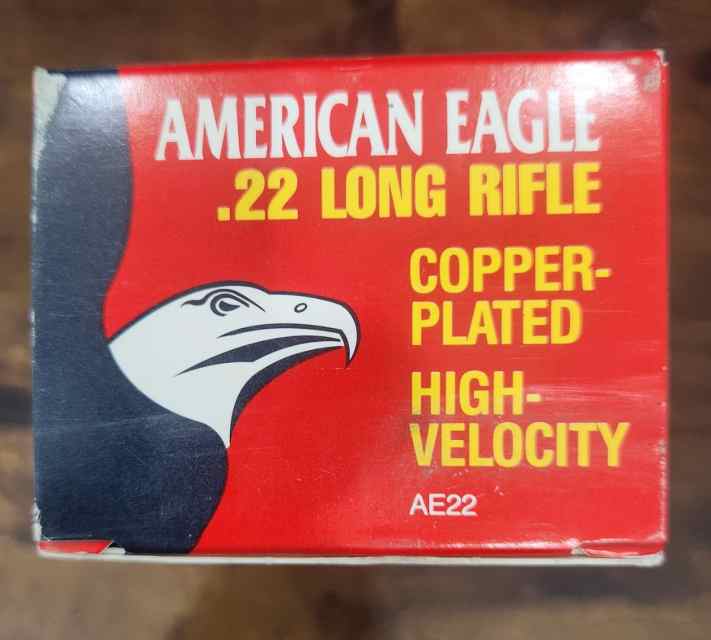 AMERICAN EAGLE
.22 LONG RIFLE
COPPER-
PLATED
HIGH-
VELOCITY
AE22